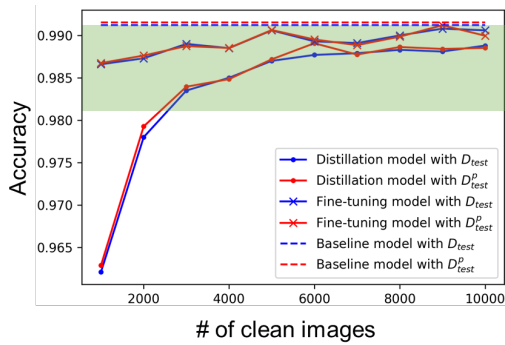 Accuracy
0.990
0.985
0.980
0.975
0.970
0.965
Distillation model with D_test
Distillation model with D^p_test
Fine-tuning model with D_test
Fine-tuning model with D^p_test
Baseline model with D_test
Baseline model with D^p_test
2000 4000 6000 8000 10000
# of clean images